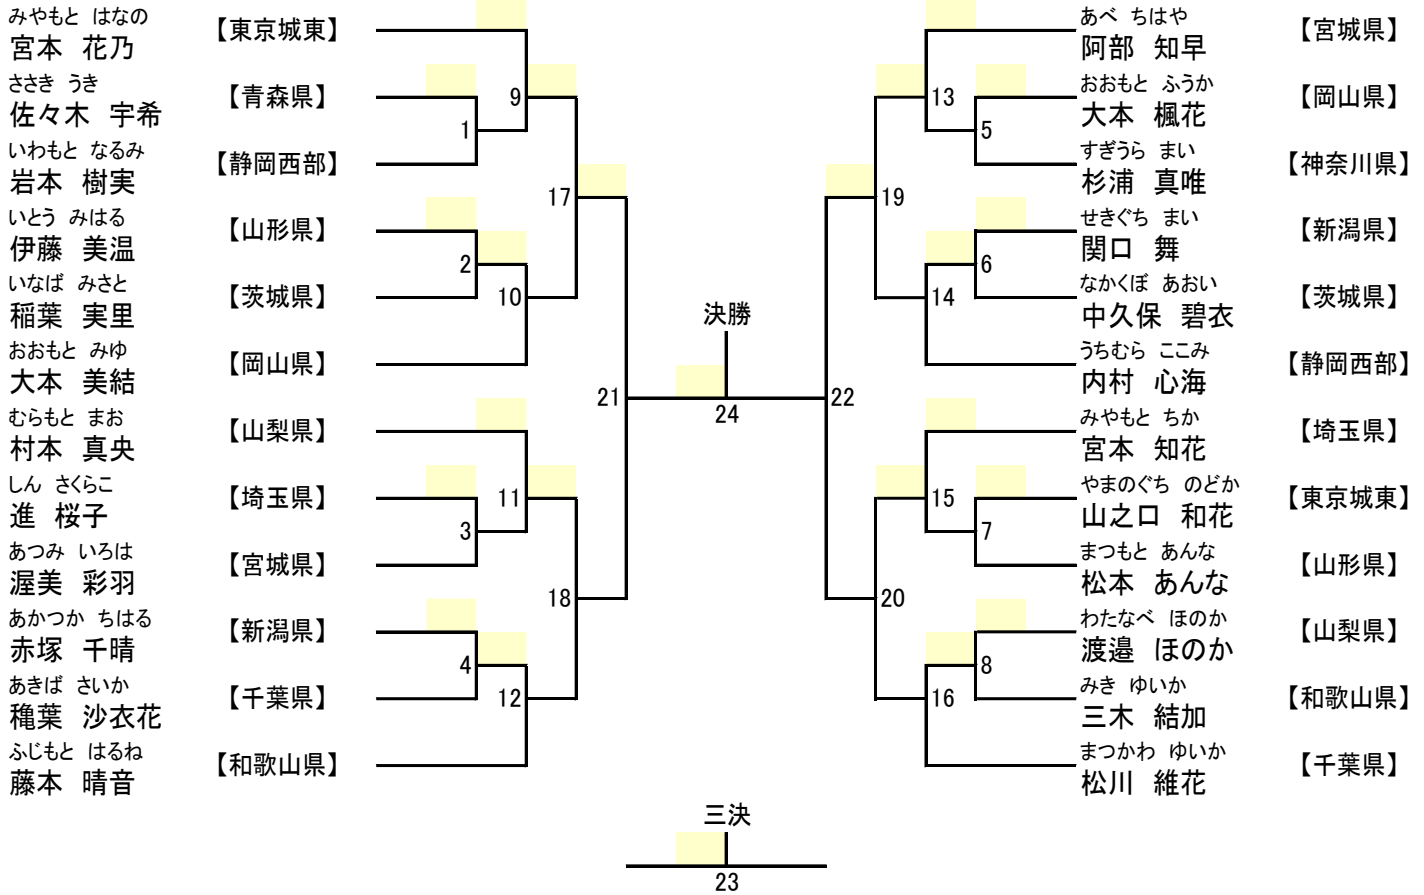 みやもと はなの
宮本 花乃 【東京城東】
ささき うき
佐々木 宇希 【青森県】
いわもと なるみ
岩本 樹実 【静岡西部】
いとう みはる
伊藤 美温 【山形県】
いなば みさと
稲葉 実里 【茨城県】
おおもと みゆ
大本 美結 【岡山県】
むらもと まお
村本 真央 【山梨県】
しん さくらこ
進 桜子 【埼玉県】
あつみ いろは
渥美 彩羽 【宮城県】
あかつか ちはる
赤塚 千晴 【新潟県】
あきば さいか
穐葉 沙衣花 【千葉県】
ふじもと はるね
藤本 晴音 【和歌山県】
1
2
3
4
9
10
11
12
17
18
21
決勝
24
三決
23
22
19
20
13
14
15
16
5
6
7
8
あべ ちはや
阿部 知早 【宮城県】
おおもと ふうか
大本 楓花 【岡山県】
すぎうら まい
杉浦 真唯 【神奈川県】
せきぐち まい
関口 舞 【新潟県】
なかくぼ あおい
中久保 碧衣 【茨城県】
うちむら ここみ
内村 心海 【静岡西部】
みやもと ちか
宮本 知花 【埼玉県】
やまのぐち のどか
山之口 和花 【東京城東】
まつもと あんな
松本 あんな 【山形県】
わたなべ ほのか
渡邉 ほのか 【山梨県】
みき ゆいか
三木 結加 【和歌山県】
まつかわ ゆいか
松川 維花 【千葉県】